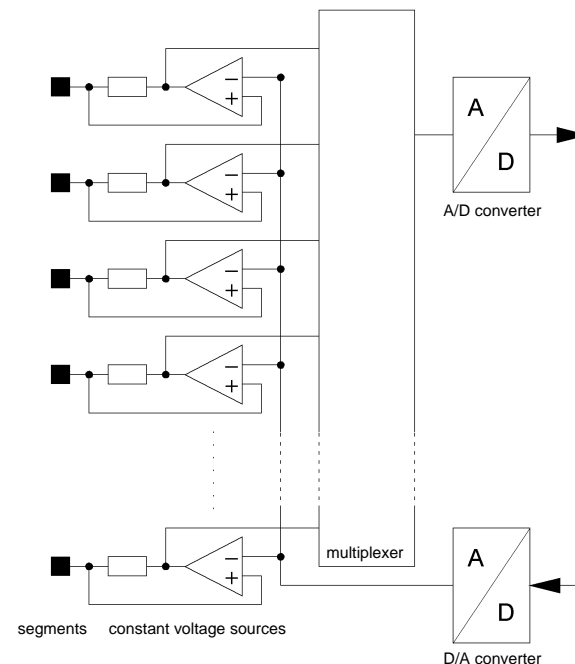 −
+
A
D
A/D converter
−
+
−
+
−
+
multiplexer
−
+
A
D
segments
constant voltage sources
D/A converter